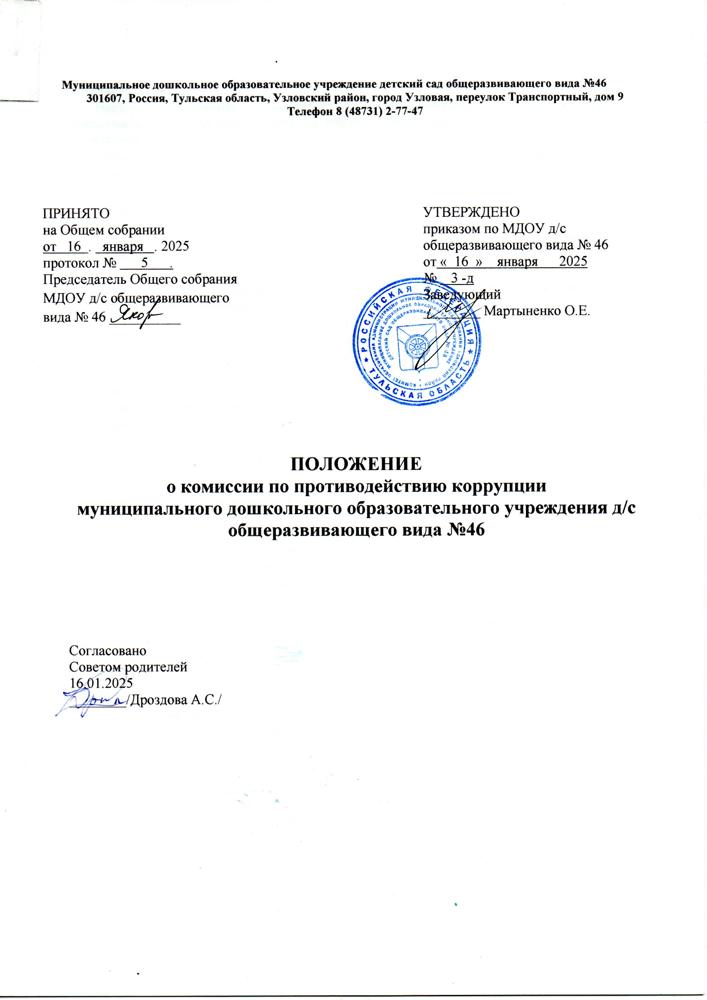 Муниципальное дошкольное образовательное учреждение детский сад общеразвивающего вида №46
301607, Россия, Тульская область, Узловский район, город Узловая, переулок Транспортный, дом 9
Телефон 8 (48731) 2-77-47
ПРИНЯТО
на Общем собрании
от 16 . января . 2025
протокол № 5 .
Председатель Общего собрания
МДОУ д/с общеразвивающего
вида № 46
УТВЕРЖДЕНО
приказом по МДОУ д/с
общеразвивающего вида № 46
от « 16 » января 2025
№ 3 -д
Заведующий
Мартыненко О.Е.
РОССИЙСКАЯ ФЕДЕРАЦИЯ
ТУЛЬСКАЯ ОБЛАСТЬ
КОМИТЕТ ОБРАЗОВАНИЯ АДМИНИСТРАЦИИ МУНИЦИПАЛЬНОГО ОБРАЗОВАНИЯ УЗЛОВСКИЙ РАЙОН
МУНИЦИПАЛЬНОЕ ДОШКОЛЬНОЕ ОБРАЗОВАТЕЛЬНОЕ УЧРЕЖДЕНИЕ
ДЕТСКИЙ САД ОБЩЕРАЗВИВАЮЩЕГО ВИДА № 46
ПОЛОЖЕНИЕ
о комиссии по противодействию коррупции
муниципального дошкольного образовательного учреждения д/с
общеразвивающего вида №46
Согласовано
Советом родителей
16.01.2025
/Дроздова А.С./